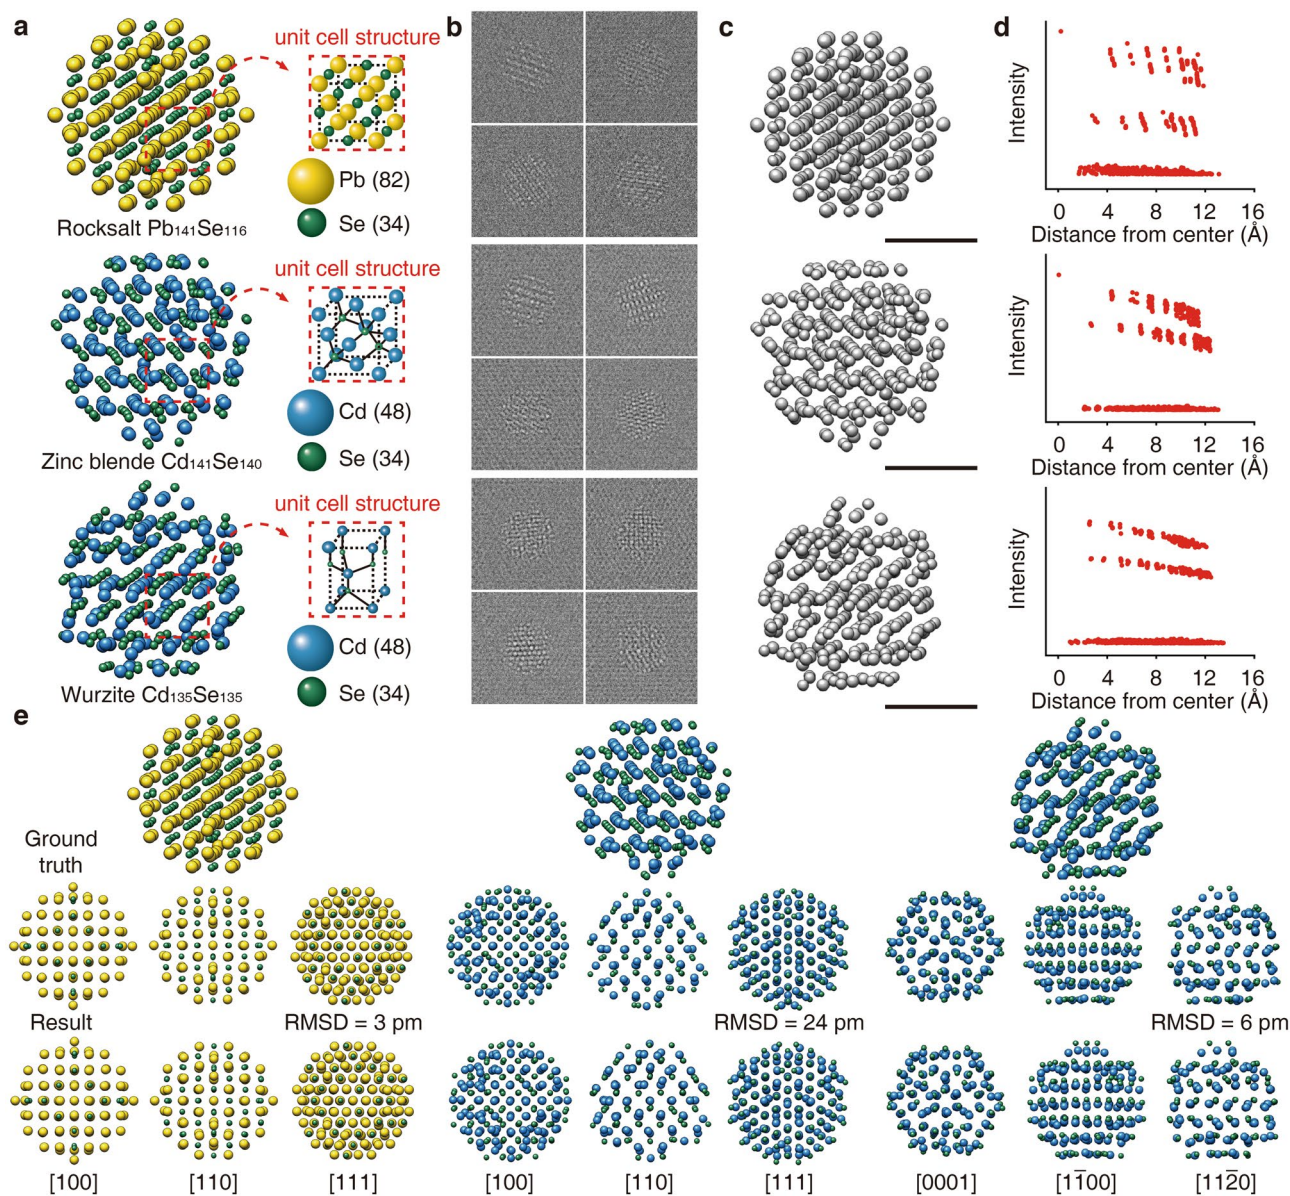 a
unit cell structure
Pb (82)
Se (34)
Rocksalt Pb₁₄₁Se₁₁₆
unit cell structure
Cd (48)
Se (34)
Zinc blende Cd₁₄₁Se₁₄₀
unit cell structure
Cd (48)
Se (34)
Wurzite Cd₁₃₅Se₁₃₅
b
c
d
Intensity
0 4 8 12 16
Distance from center (Å)
Intensity
0 4 8 12 16
Distance from center (Å)
Intensity
0 4 8 12 16
Distance from center (Å)
e
Ground
truth
Result
RMSD = 3 pm
RMSD = 24 pm
RMSD = 6 pm
[100] [110] [111] [100] [110] [111] [0001] [11̅00] [112̅0]